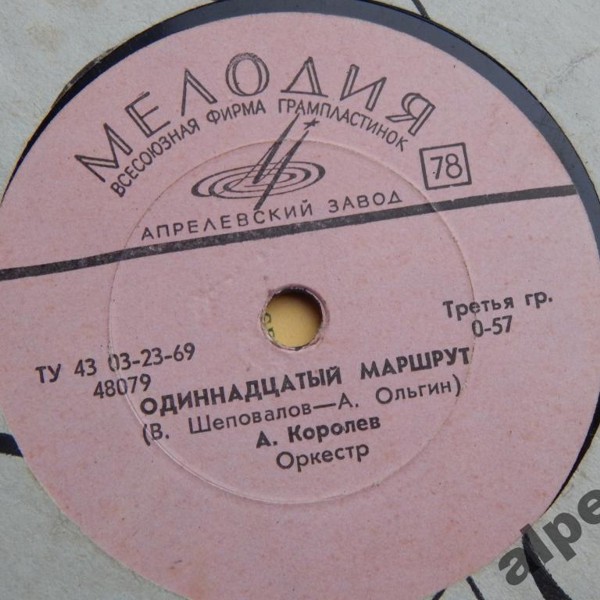 МЕЛОДИЯ
ВСЕСОЮЗНАЯ ФИРМА ГРАМПЛАСТИНОК
78
АПРЕЛЕВСКИЙ ЗАВОД
Третья гр.
0-57
ТУ 43 03-23-69
48079
ОДИННАДЦАТЫЙ МАРШРУТ
(В. Шеповалов—А. Ольгин)
А. Королев
Оркестр
alpe